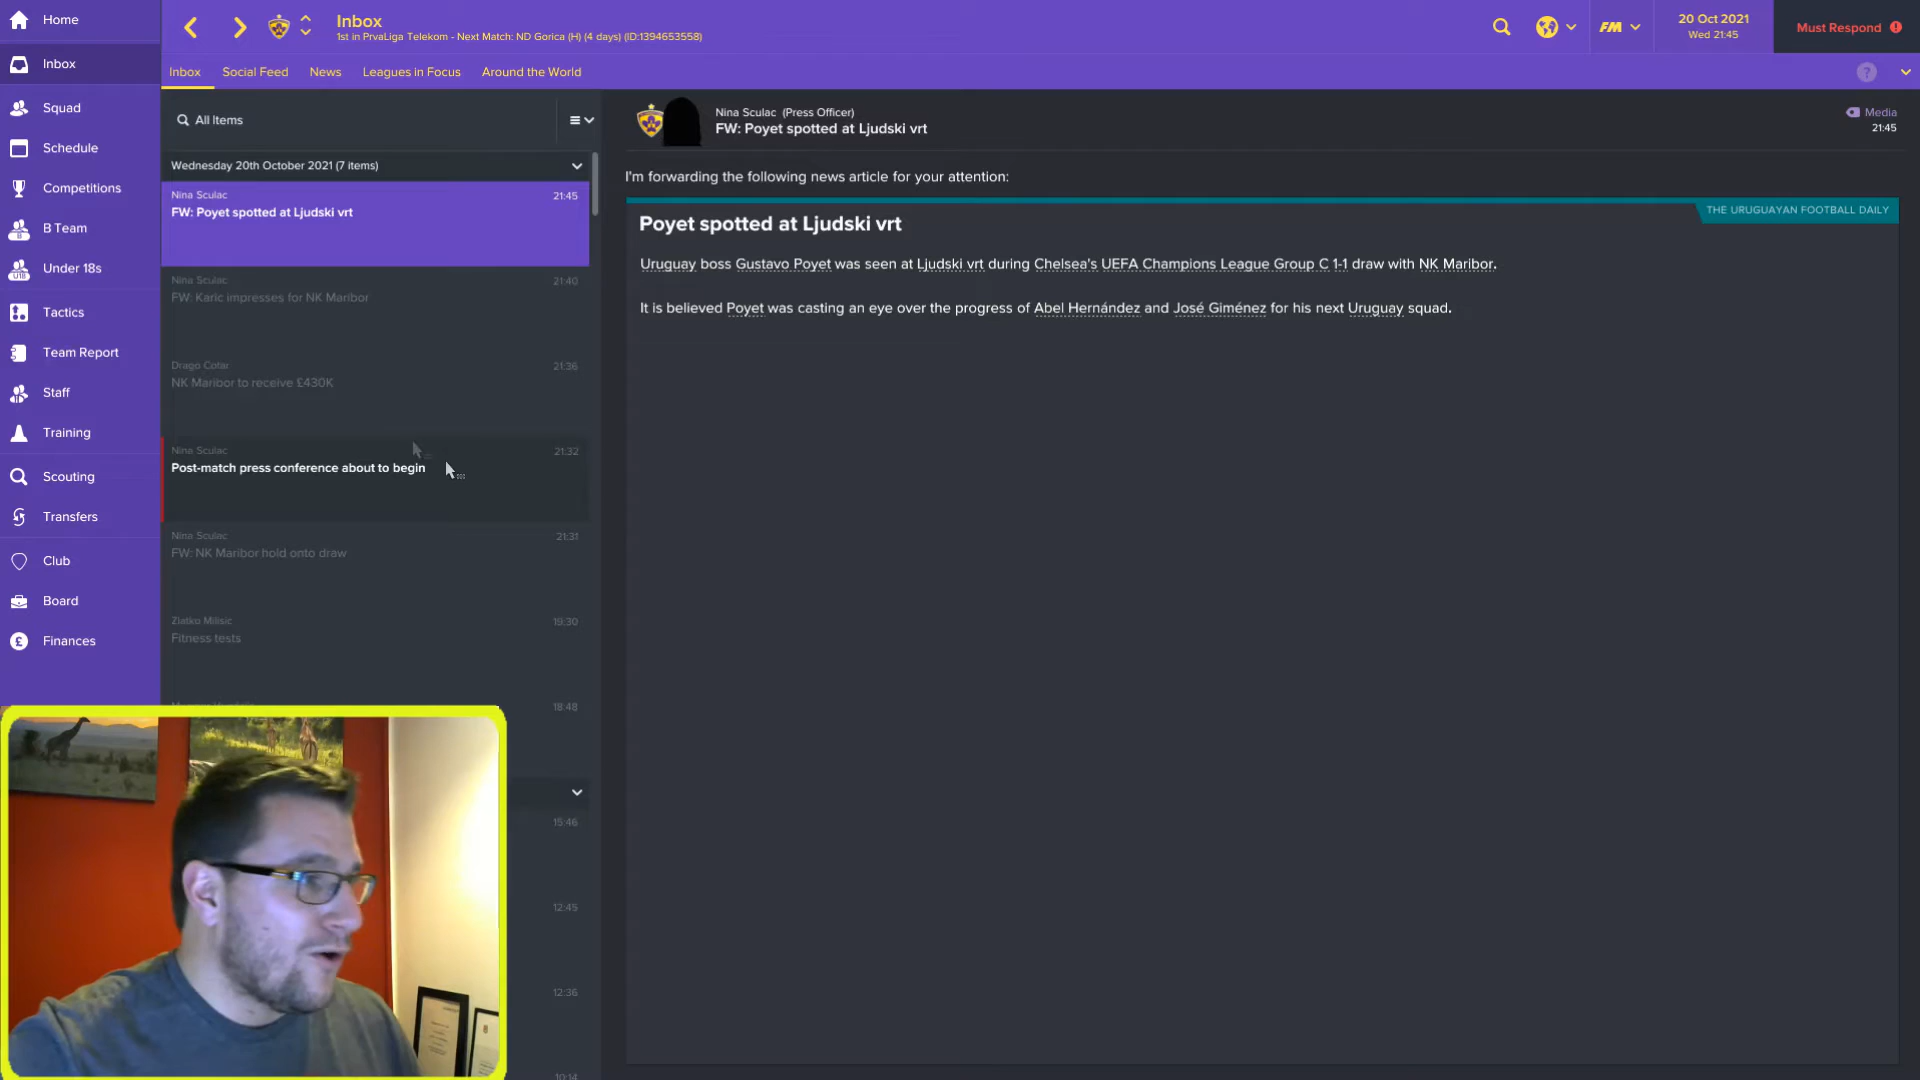 Home
Inbox
Squad
Schedule
Competitions
B Team
Under 18s
Tactics
Team Report
Staff
Training
Scouting
Transfers
Club
Board
Finances
Inbox
1st in PrvaLiga Telekom - Next Match: ND Gorica (H) (4 days) (ID:1394653558)
FM
20 Oct 2021
Wed 21:45
Must Respond
Inbox Social Feed News Leagues in Focus Around the World
All Items
Wednesday 20th October 2021 (7 items)
Nina Sculac 21:45
FW: Poyet spotted at Ljudski vrt
Nina Sculac 21:40
FW: Karic impresses for NK Maribor
Drago Cotar 21:36
NK Maribor to receive £430K
Nina Sculac 21:32
Post-match press conference about to begin
Nina Sculac 21:31
FW: NK Maribor hold onto draw
Zlatko Milisic 19:30
Fitness tests
18:48
15:46
12:45
12:36
10:14
Nina Sculac (Press Officer)
FW: Poyet spotted at Ljudski vrt
Media
21:45
I'm forwarding the following news article for your attention:
THE URUGUAYAN FOOTBALL DAILY
Poyet spotted at Ljudski vrt
Uruguay boss Gustavo Poyet was seen at Ljudski vrt during Chelsea's UEFA Champions League Group C 1-1 draw with NK Maribor.
It is believed Poyet was casting an eye over the progress of Abel Hernández and José Giménez for his next Uruguay squad.